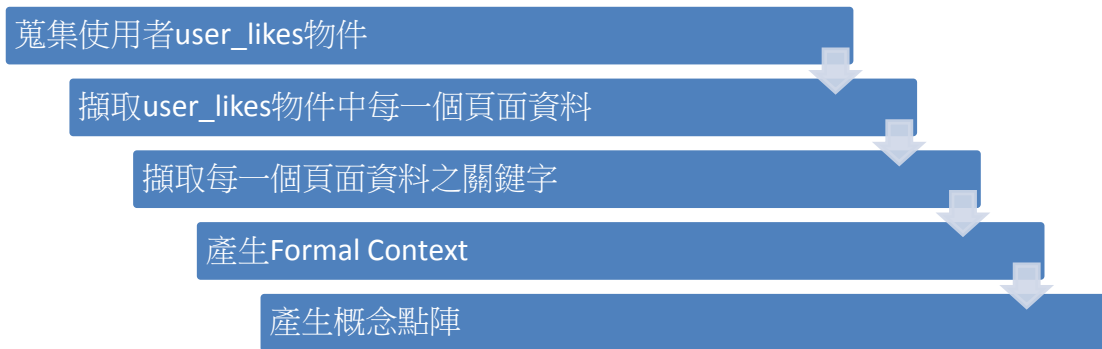 蒐集使用者user_likes物件
擷取user_likes物件中每一個頁面資料
擷取每一個頁面資料之關鍵字
產生Formal Context
產生概念點陣